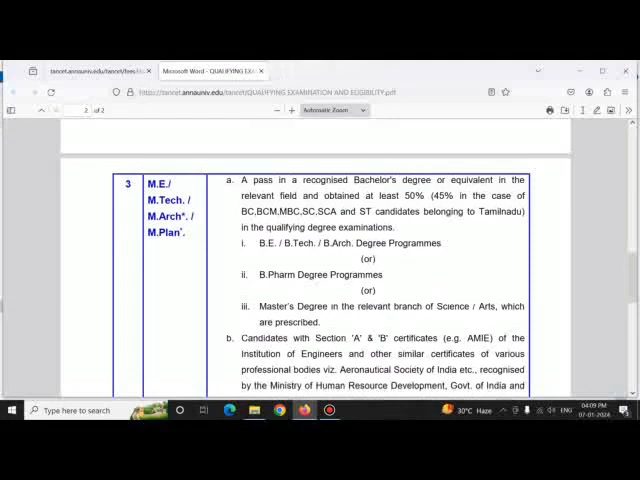 tancet.annauniv.edu/tancet/fees/
Microsoft Word - QUALIFYING EXA
http://tancet.annauniv.edu/tancet/QUALIFYING EXAMINATION AND ELIGIBILITY.pdf
2 of 2
Automatic Zoom
3 M.E./ M.Tech. / M.Arch*. / M.Plan*.
a. A pass in a recognised Bachelor's degree or equivalent in the
relevant field and obtained at least 50% (45% in the case of
BC,BCM,MBC,SC,SCA and ST candidates belonging to Tamilnadu)
in the qualifying degree examinations.
i. B.E. / B.Tech. / B.Arch. Degree Programmes
(or)
ii. B.Pharm Degree Programmes
(or)
iii. Master's Degree in the relevant branch of Science / Arts, which
are prescribed.
b. Candidates with Section 'A' & 'B' certificates (e.g. AMIE) of the
Institution of Engineers and other similar certificates of various
professional bodies viz. Aeronautical Society of India etc., recognised
by the Ministry of Human Resource Development, Govt. of India and
Type here to search
30°C Haze
ENG
04:09 PM
07-01-2024